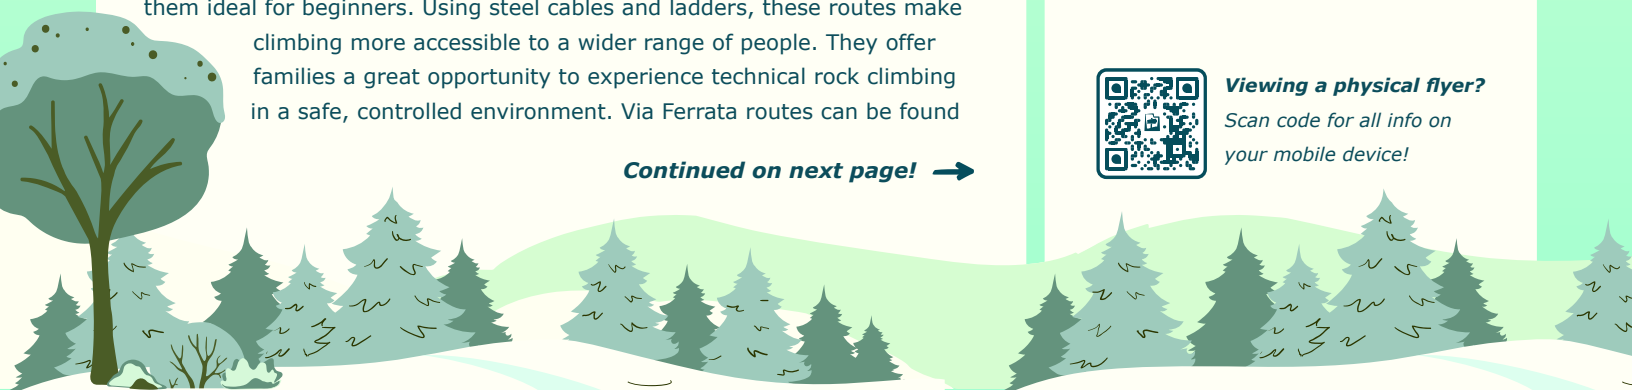 them ideal for beginners. Using steel cables and ladders, these routes make
climbing more accessible to a wider range of people. They offer
families a great opportunity to experience technical rock climbing
in a safe, controlled environment. Via Ferrata routes can be found
Continued on next page!
Viewing a physical flyer?
Scan code for all info on
your mobile device!